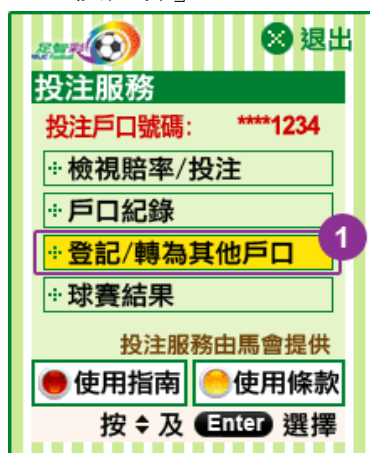 足智彩
HKJC Football
退出
投注服務
投注戶口號碼: ****1234
檢視賠率/投注
戶口紀錄
登記/轉為其他戶口
1
球賽結果
投注服務由馬會提供
使用指南 使用條款
按 及 Enter 選擇